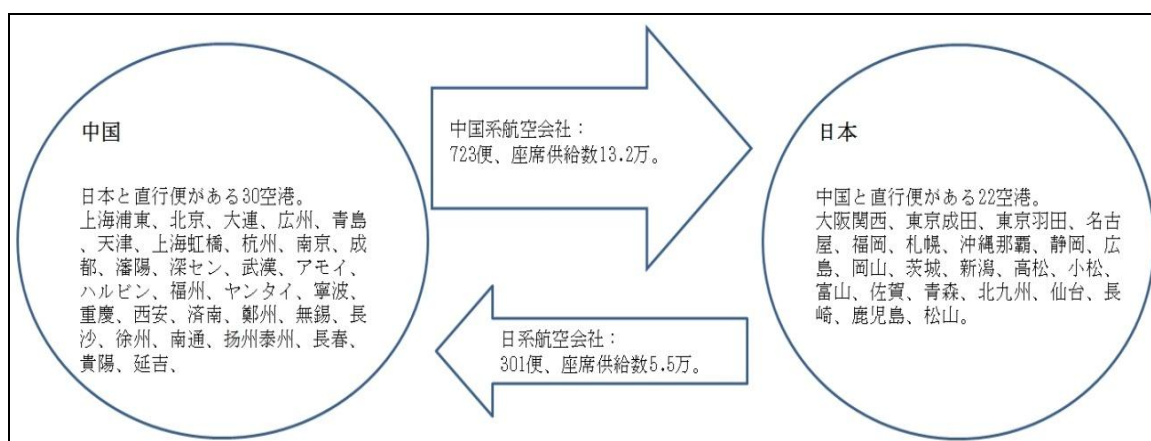 中国
日本と直行便がある30空港。
上海浦東、北京、大連、広州、青島
、天津、上海虹橋、杭州、南京、成
都、瀋陽、深セン、武漢、アモイ、
ハルビン、福州、ヤンタイ、寧波、
重慶、西安、済南、鄭州、無錫、長
沙、徐州、南通、揚州泰州、長春、
貴陽、延吉、
中国系航空会社：
723便、座席供給数13.2万。
日系航空会社：
301便、座席供給数5.5万。
日本
中国と直行便がある22空港。
大阪関西、東京成田、東京羽田、名古
屋、福岡、札幌、沖縄那覇、静岡、広
島、岡山、茨城、新潟、高松、小松、
富山、佐賀、青森、北九州、仙台、長
崎、鹿児島、松山。